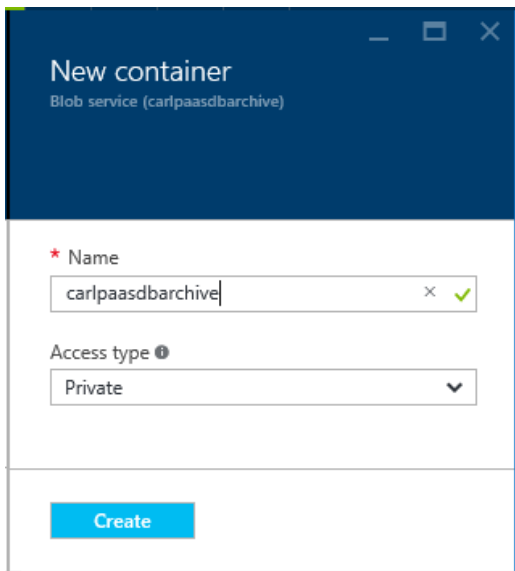 New container
Blob service (carlpaasdbarchive)
* Name
carlpaasdbarchive
Access type
Private
Create